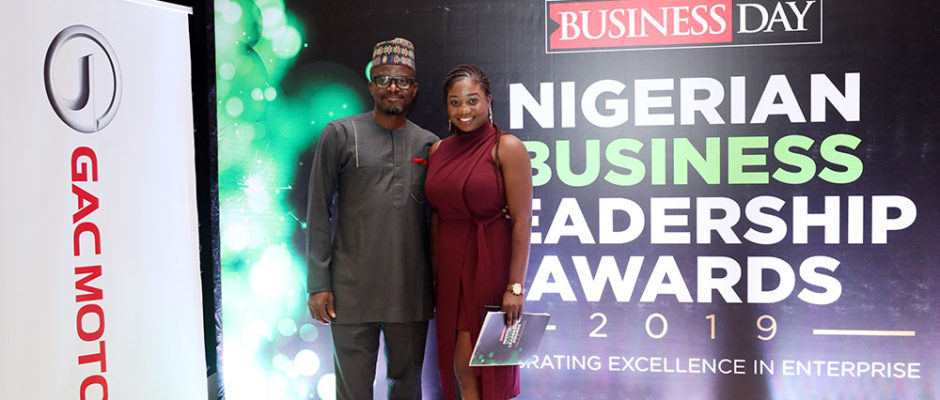 GAC MOTO
BUSINESS DAY
NIGERIAN
BUSINESS
EADERSHIP
AWARDS
2019
RATING EXCELLENCE IN ENTERPRISE